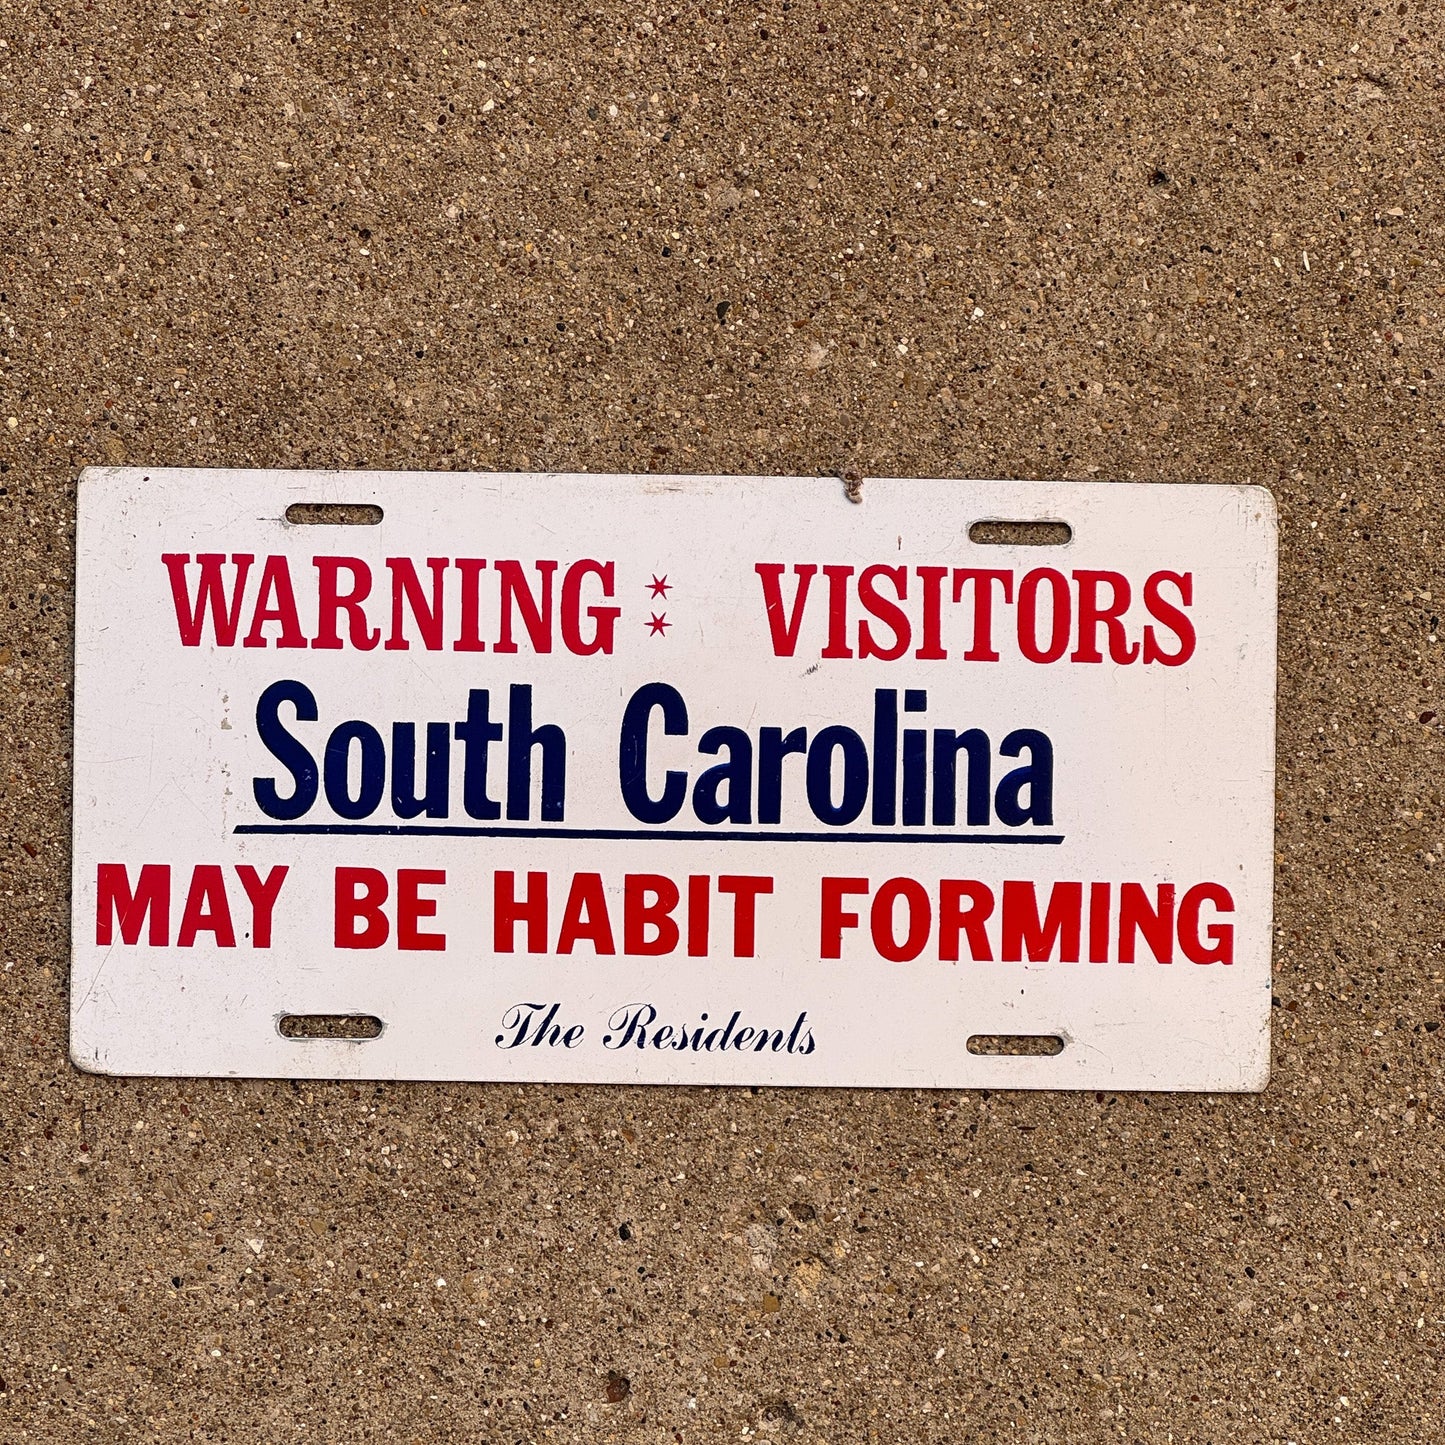 WARNING: VISITORS
South Carolina
MAY BE HABIT FORMING
The Residents